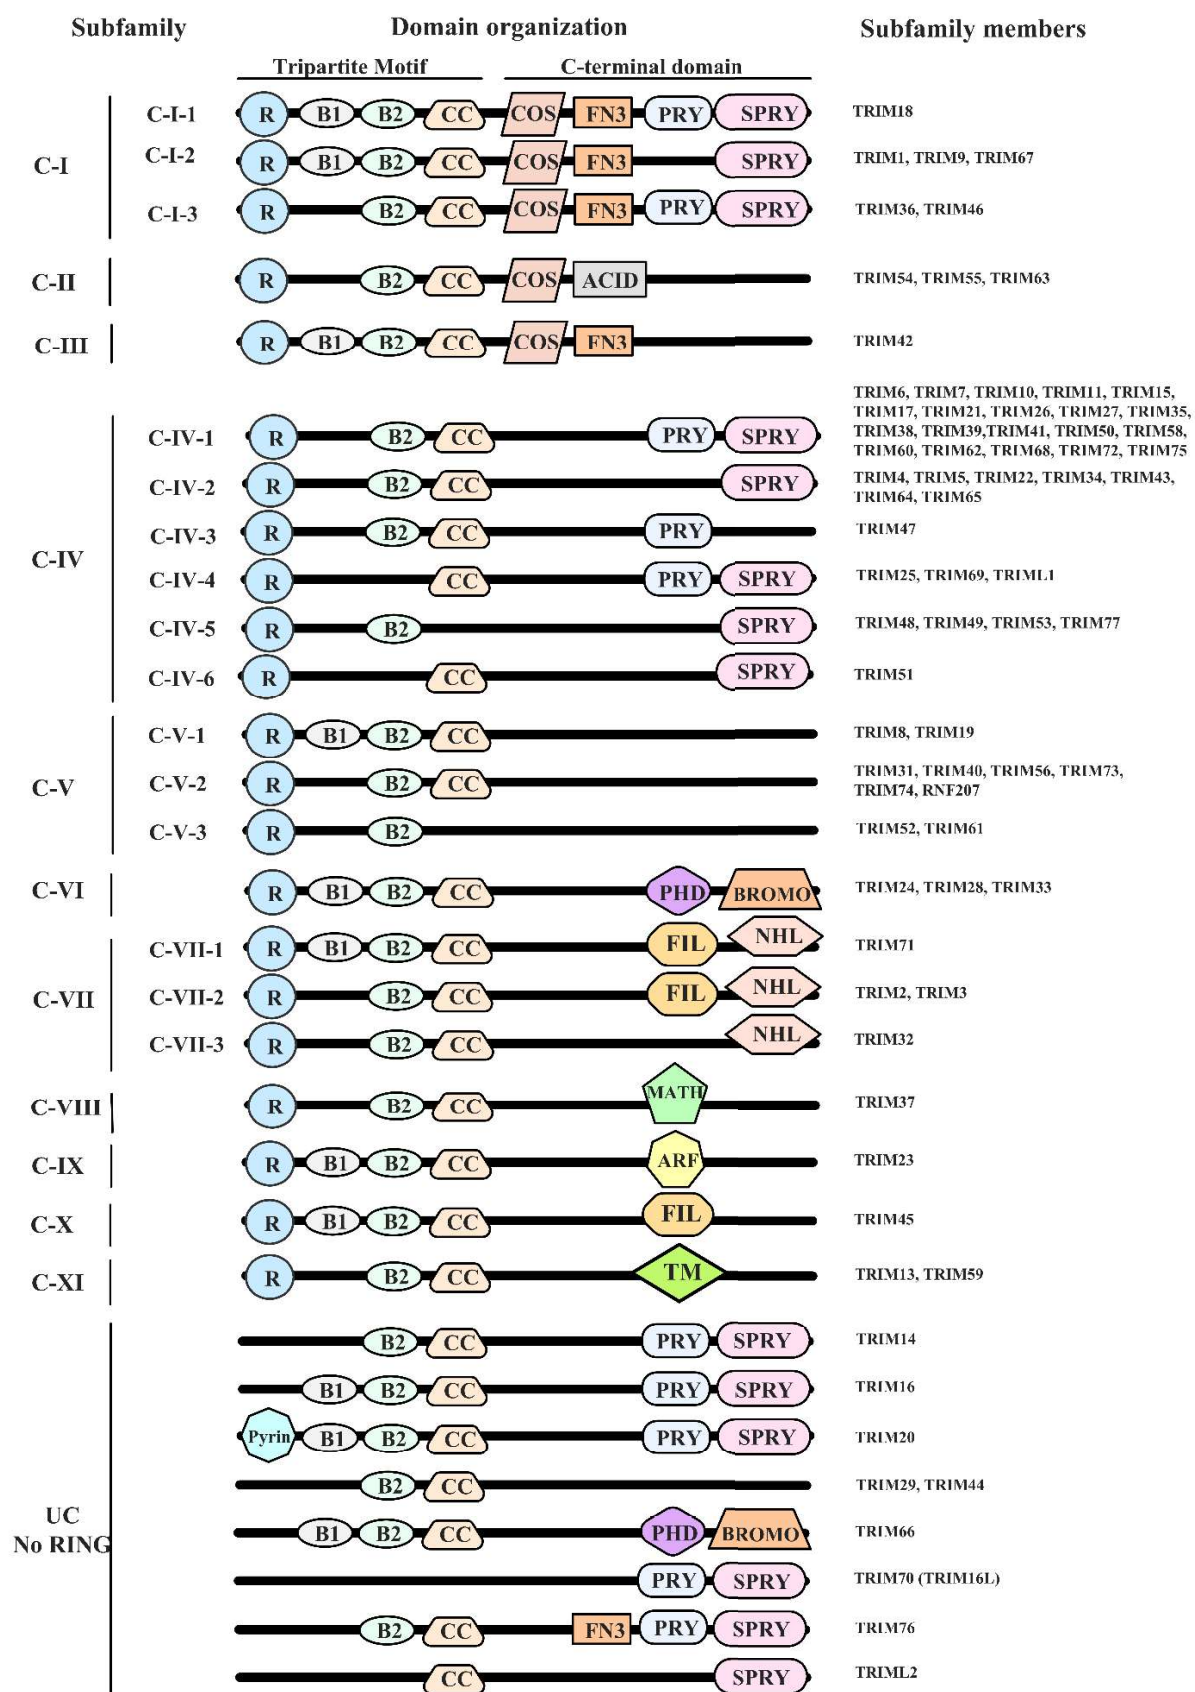 Subfamily Domain organization Subfamily members
Tripartite Motif C-terminal domain
C-I
C-I-1 R B1 B2 CC COS FN3 PRY SPRY TRIM18
C-I-2 R B1 B2 CC COS FN3 SPRY TRIM1, TRIM9, TRIM67
C-I-3 R B2 CC COS FN3 PRY SPRY TRIM36, TRIM46
C-II R B2 CC COS ACID TRIM54, TRIM55, TRIM63
C-III R B1 B2 CC COS FN3 TRIM42
C-IV
C-IV-1 R B2 CC PRY SPRY
TRIM6, TRIM7, TRIM10, TRIM11, TRIM15,
TRIM17, TRIM21, TRIM26, TRIM27, TRIM35,
TRIM38, TRIM39,TRIM41, TRIM50, TRIM58,
TRIM60, TRIM62, TRIM68, TRIM72, TRIM75
C-IV-2 R B2 CC SPRY
TRIM4, TRIM5, TRIM22, TRIM34, TRIM43,
TRIM64, TRIM65
C-IV-3 R B2 CC PRY TRIM47
C-IV-4 R CC PRY SPRY TRIM25, TRIM69, TRIML1
C-IV-5 R B2 SPRY TRIM48, TRIM49, TRIM53, TRIM77
C-IV-6 R CC SPRY TRIM51
C-V
C-V-1 R B1 B2 CC TRIM8, TRIM19
C-V-2 R B2 CC
TRIM31, TRIM40, TRIM56, TRIM73,
TRIM74, RNF207
C-V-3 R B2 TRIM52, TRIM61
C-VI R B1 B2 CC PHD BROMO TRIM24, TRIM28, TRIM33
C-VII
C-VII-1 R B1 B2 CC FIL NHL TRIM71
C-VII-2 R B2 CC FIL NHL TRIM2, TRIM3
C-VII-3 R B2 CC NHL TRIM32
C-VIII R B2 CC MATH TRIM37
C-IX R B1 B2 CC ARF TRIM23
C-X R B1 B2 CC FIL TRIM45
C-XI R B2 CC TM TRIM13, TRIM59
UC
No RING
B2 CC PRY SPRY TRIM14
B1 B2 CC PRY SPRY TRIM16
Pyrin B1 B2 CC PRY SPRY TRIM20
B2 CC TRIM29, TRIM44
B1 B2 CC PHD BROMO TRIM66
PRY SPRY TRIM70 (TRIM16L)
B2 CC FN3 PRY SPRY TRIM76
CC SPRY TRIML2